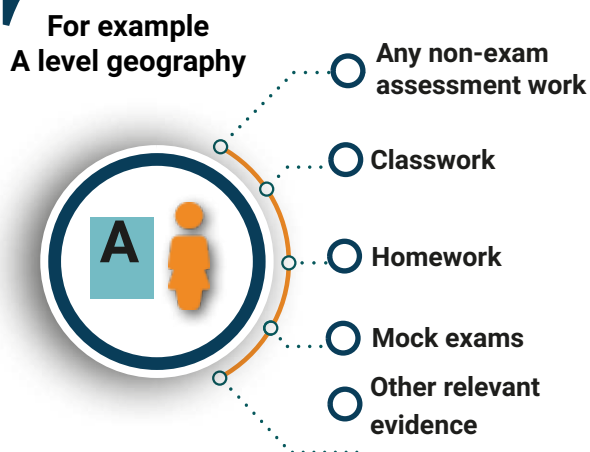 For example
A level geography
Any non-exam
assessment work
Classwork
A
Homework
Mock exams
Other relevant
evidence